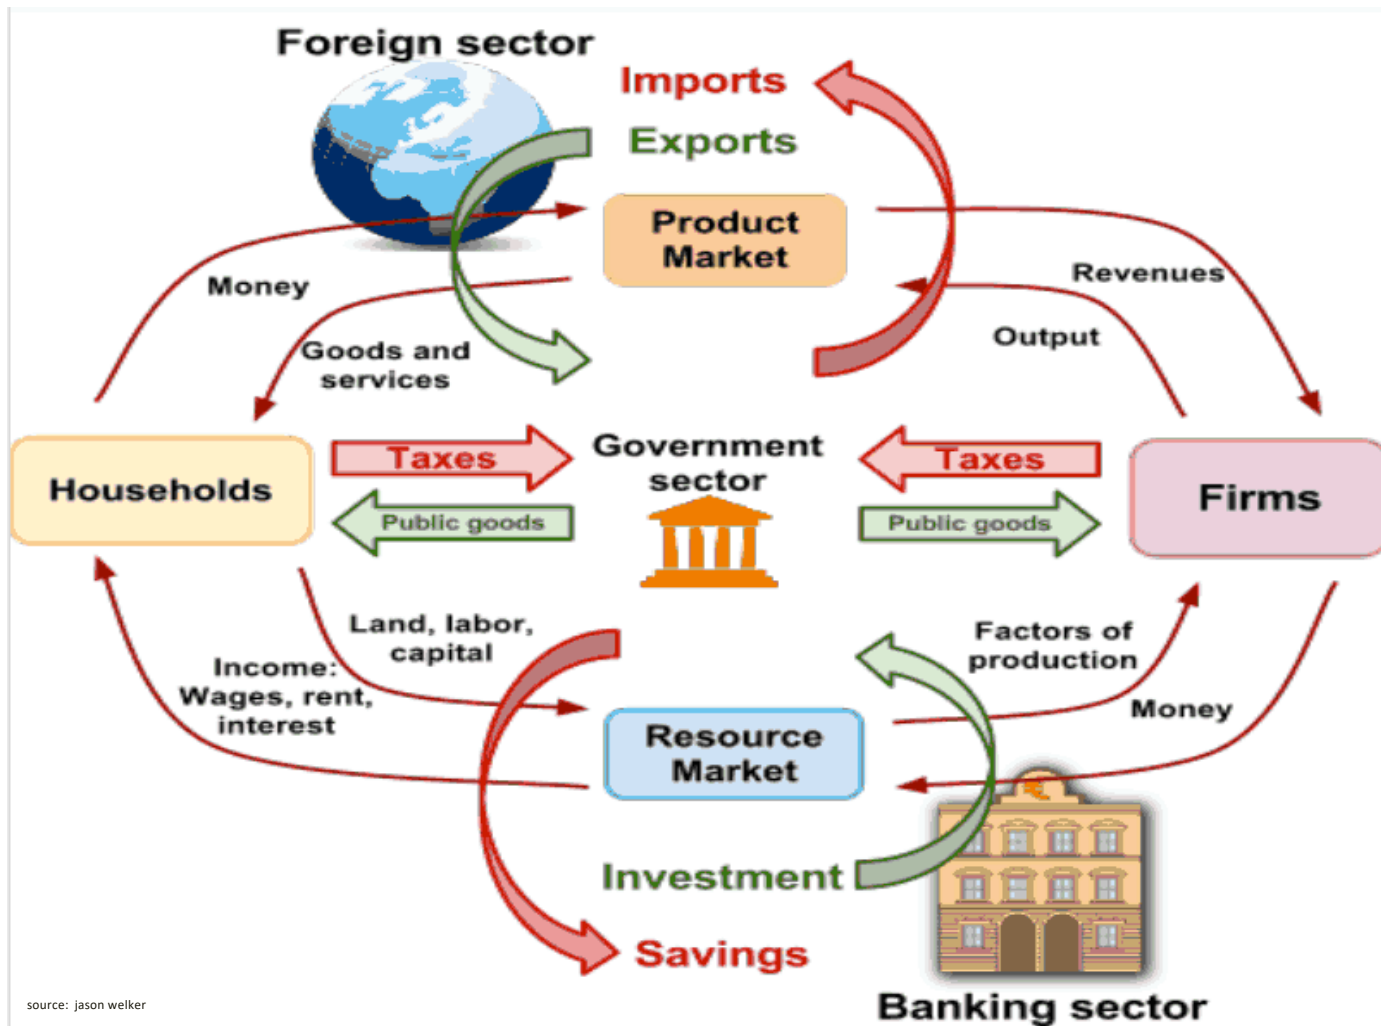 Foreign sector
Imports
Exports
Product
Market
Money
Revenues
Goods and
services
Output
Households
Taxes
Government
sector
Taxes
Firms
Public goods
Public goods
Land, labor,
capital
Factors of
production
Income:
Wages, rent,
interest
Resource
Market
Money
₹
Investment
Savings
Banking sector
source: jason welker